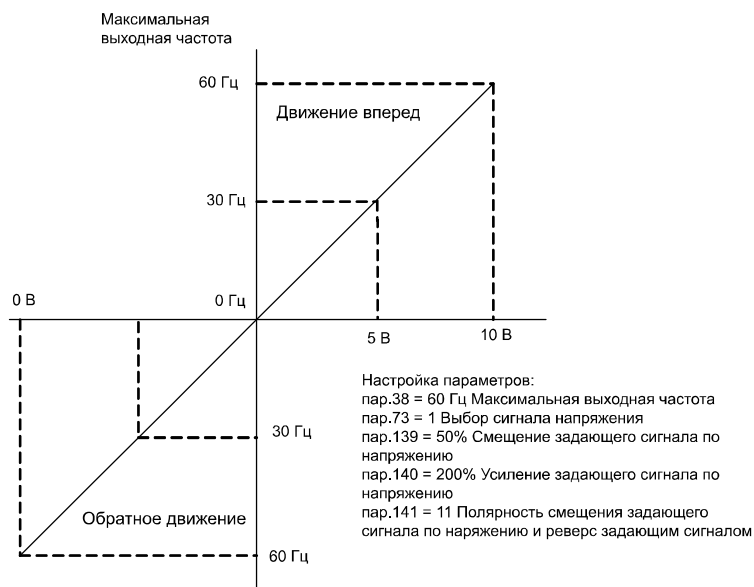 Максимальная
выходная частота
60 Гц
Движение вперед
30 Гц
0 В
0 Гц
5 В
10 В
Настройка параметров:
пар.38 = 60 Гц Максимальная выходная частота
пар.73 = 1 Выбор сигнала напряжения
пар.139 = 50% Смещение задающего сигнала по
напряжению
пар.140 = 200% Усиление задающего сигнала по
напряжению
пар.141 = 11 Полярность смещения задающего
сигнала по наряжению и реверс задающим сигналом
30 Гц
Обратное движение
60 Гц